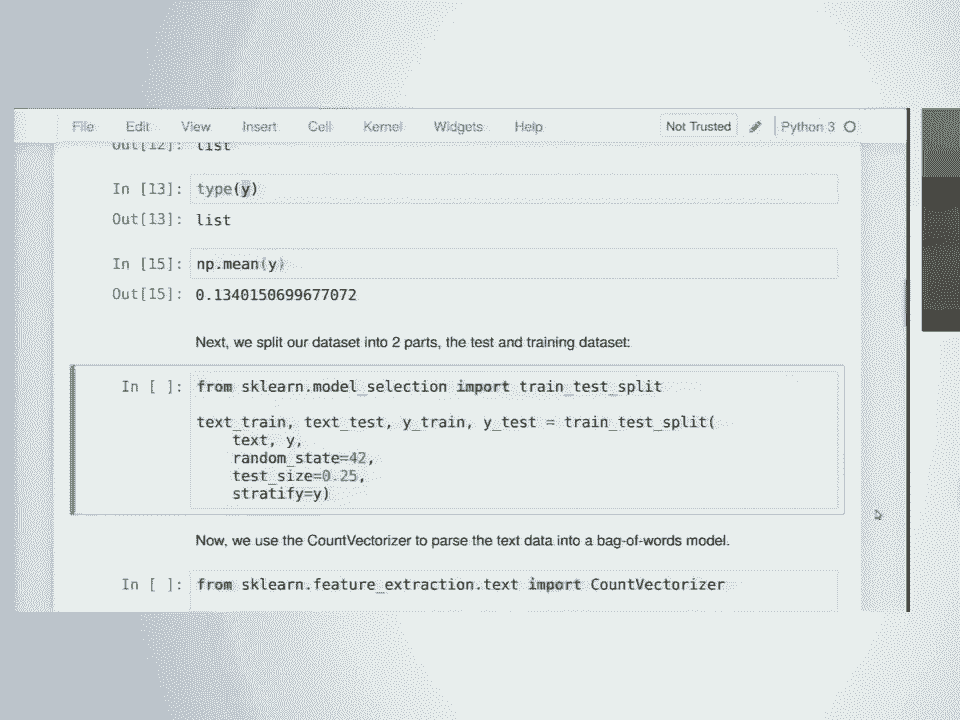 File Edit View Insert Cell Kernel Widgets Help Not Trusted Python 3
Out[12]: list
In [13]: type(y)
Out[13]: list
In [15]: np.mean(y)
Out[15]: 0.1340150699677072
Next, we split our dataset into 2 parts, the test and training dataset:
In [ ]: from sklearn.model_selection import train_test_split
text_train, text_test, y_train, y_test = train_test_split(
text, y,
random_state=42,
test_size=0.25,
stratify=y)
Now, we use the CountVectorizer to parse the text data into a bag-of-words model.
In [ ]: from sklearn.feature_extraction.text import CountVectorizer